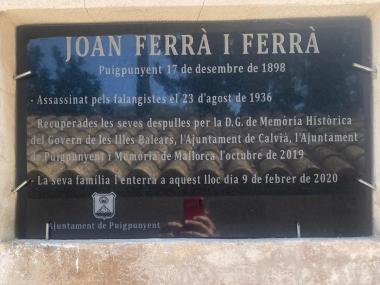 JOAN FERRÀ I FERRÀ
Puigpunyent 17 de desembre de 1898
- Assassinat pels falangistes el 23 d'agost de 1936
- Recuperades les seves despulles per la D.G. de Memòria Històrica
del Govern de les Illes Balears, l'Ajuntament de Calvià, l'Ajuntament
de Puigpunyent i Memòria de Mallorca l'octubre de 2019
- La seva família l'enterrà a aquest lloc dia 9 de febrer de 2020
Ajuntament de Puigpunyent